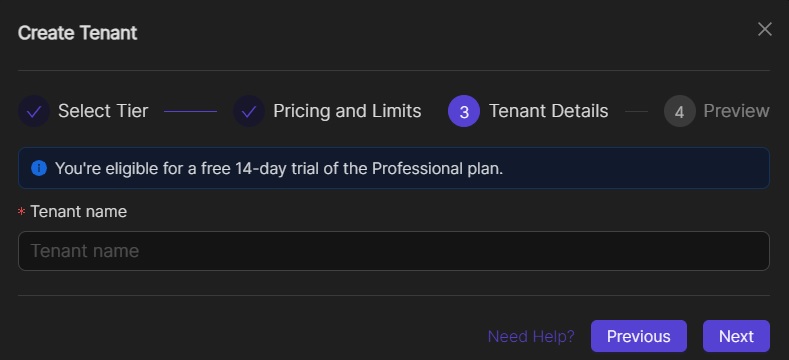 Create Tenant
Select Tier Pricing and Limits 3 Tenant Details 4 Preview
You're eligible for a free 14-day trial of the Professional plan.
* Tenant name
Tenant name
Need Help? Previous Next